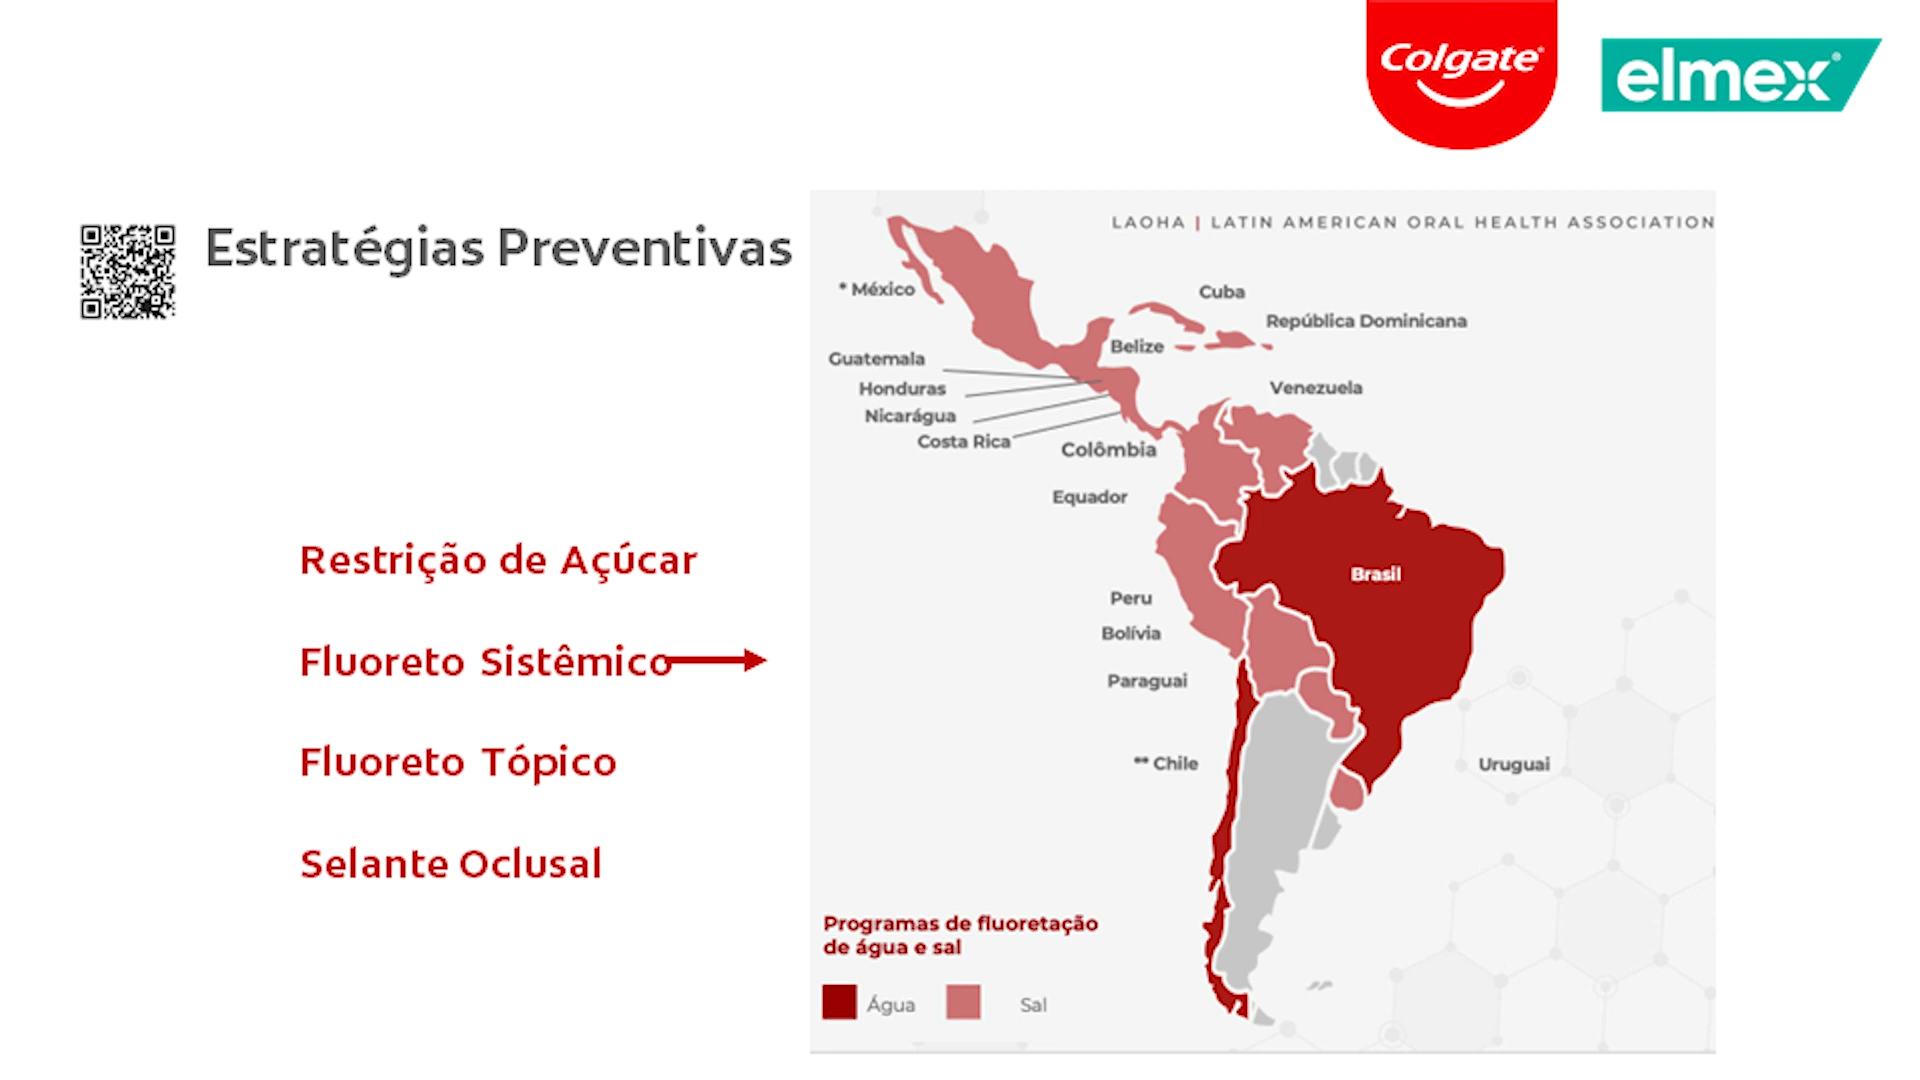 Colgate®
elmex®
Estratégias Preventivas
LAOHA | LATIN AMERICAN ORAL HEALTH ASSOCIATION
* México
Cuba
República Dominicana
Belize
Guatemala
Honduras
Nicarágua
Costa Rica
Venezuela
Colômbia
Equador
Brasil
Peru
Bolívia
Paraguai
** Chile
Uruguai
Restrição de Açúcar
Fluoreto Sistêmico
Fluoreto Tópico
Selante Oclusal
Programas de fluoretação
de água e sal
Água
Sal